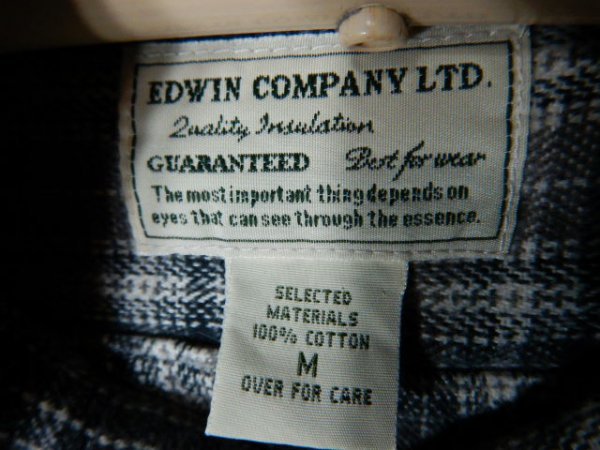 EDWIN COMPANY LTD.
Quality Insulation
GUARANTEED Best for wear
The most important thing depends on
eyes that can see through the essence.
SELECTED
MATERIALS
100% COTTON
M
OVER FOR CARE